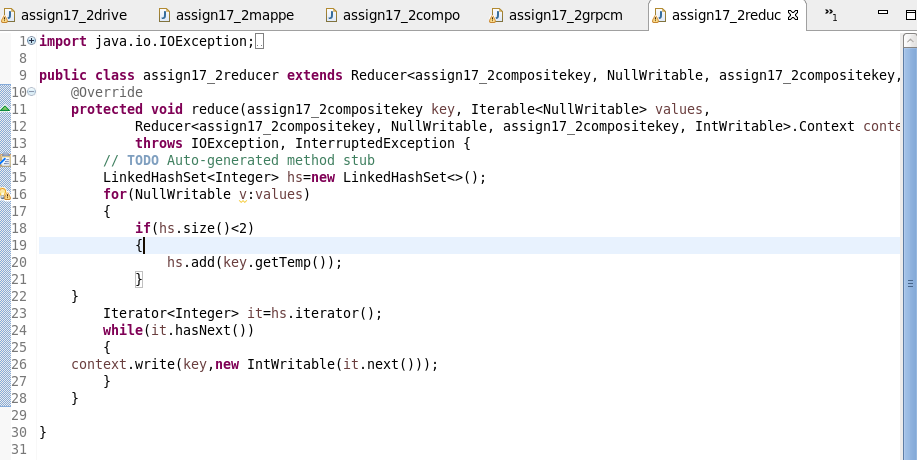 assign17_2drive assign17_2mappe assign17_2compo assign17_2grpcm assign17_2reduc »1
1 import java.io.IOException;
8
9 public class assign17_2reducer extends Reducer<assign17_2compositekey, NullWritable, assign17_2compositekey,
10 @Override
11 protected void reduce(assign17_2compositekey key, Iterable<NullWritable> values,
12 Reducer<assign17_2compositekey, NullWritable, assign17_2compositekey, IntWritable>.Context conte
13 throws IOException, InterruptedException {
14 // TODO Auto-generated method stub
15 LinkedHashSet<Integer> hs=new LinkedHashSet<>();
16 for(NullWritable v:values)
17 {
18 if(hs.size()<2)
19 {
20 hs.add(key.getTemp());
21 }
22 }
23 Iterator<Integer> it=hs.iterator();
24 while(it.hasNext())
25 {
26 context.write(key,new IntWritable(it.next()));
27 }
28 }
29
30 }
31